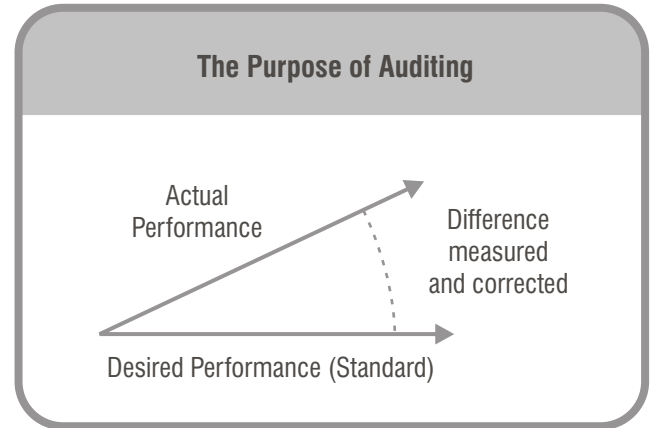 The Purpose of Auditing
Actual
Performance
Difference
measured
and corrected
Desired Performance (Standard)